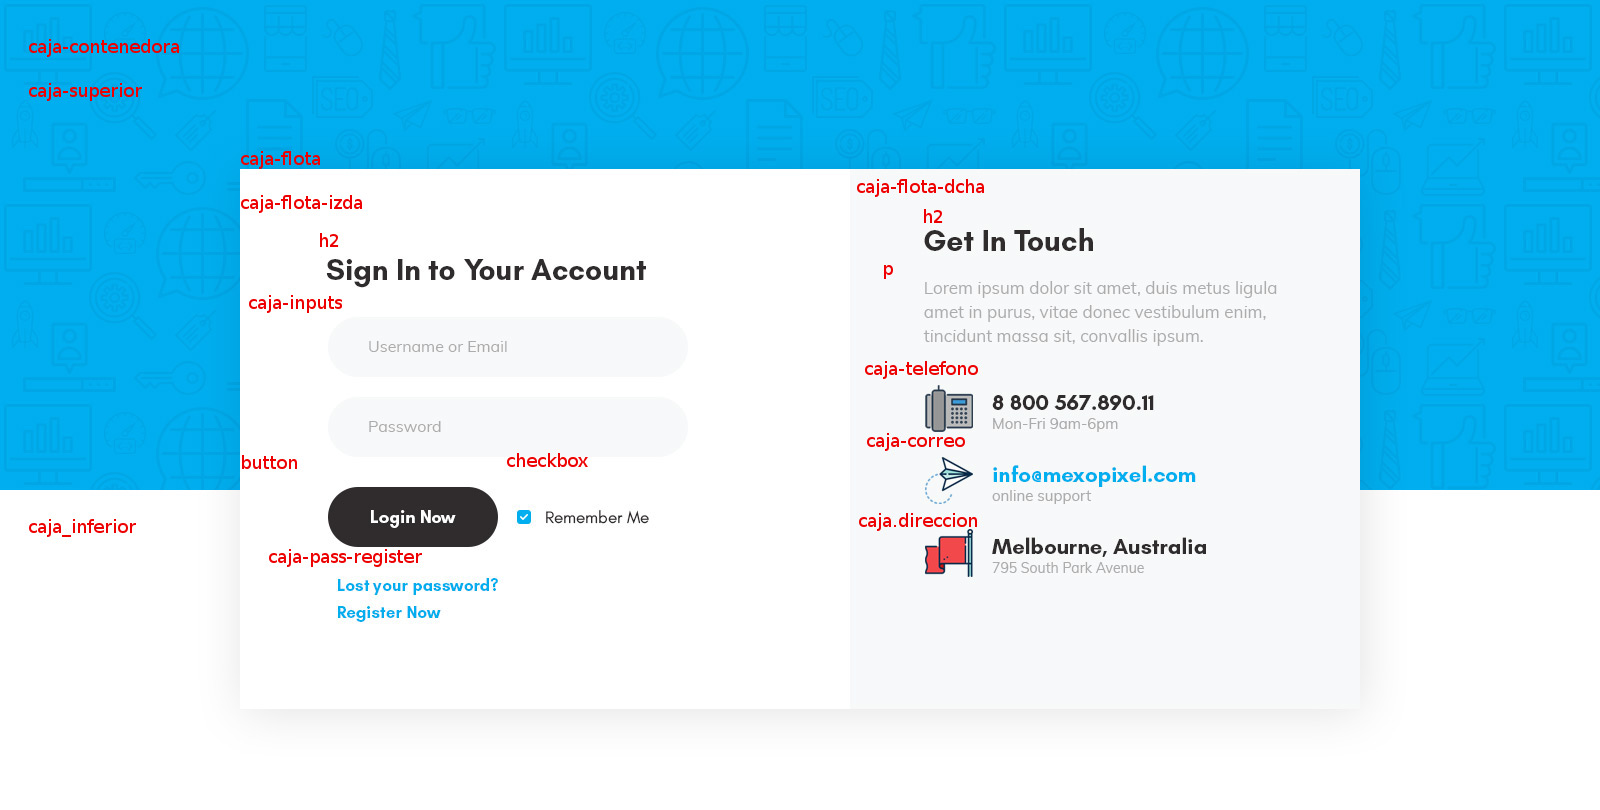 caja-contenedora
caja-superior
SEO
SEO
caja-flota
caja-flota-izda
h2
Sign In to Your Account
caja-inputs
Username or Email
Password
button
checkbox
Login Now
Remember Me
caja-pass-register
Lost your password?
Register Now
caja-flota-dcha
h2
Get In Touch
p
Lorem ipsum dolor sit amet, duis metus ligula
amet in purus, vitae donec vestibulum enim,
tincidunt massa sit, convallis ipsum.
caja-telefono
8 800 567.890.11
Mon-Fri 9am-6pm
caja-correo
info@mexopixel.com
online support
caja.direccion
Melbourne, Australia
795 South Park Avenue
caja_inferior